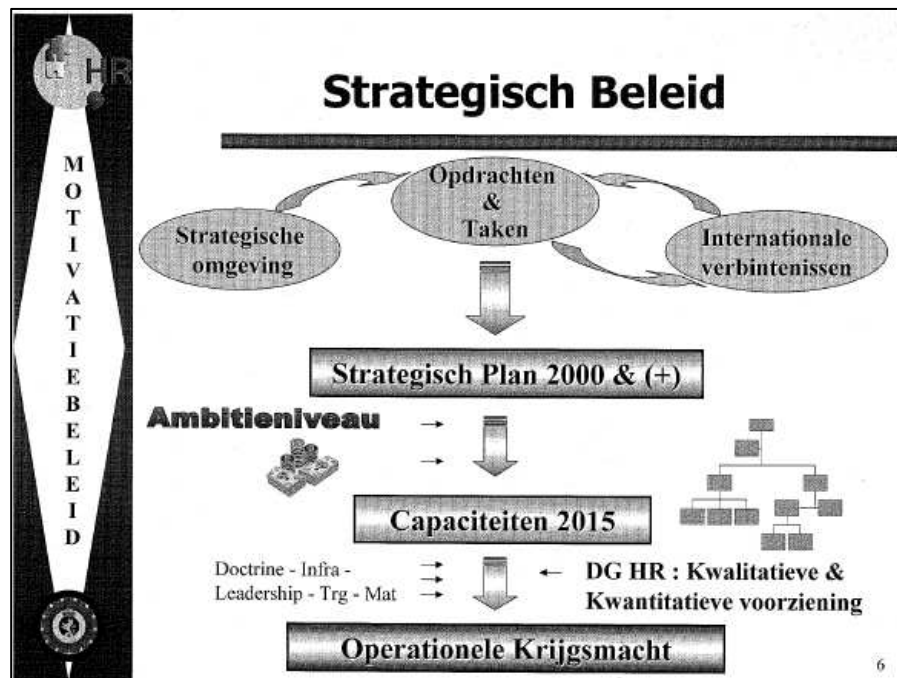 HR
MOTIVATIEBELEID
Strategisch Beleid
Opdrachten
&
Taken
Strategische
omgeving
Internationale
verbintenissen
Strategisch Plan 2000 & (+)
Ambitieniveau
Capaciteiten 2015
Doctrine - Infra -
Leadership - Trg - Mat
DG HR : Kwalitatieve &
Kwantitatieve voorziening
Operationele Krijgsmacht
6